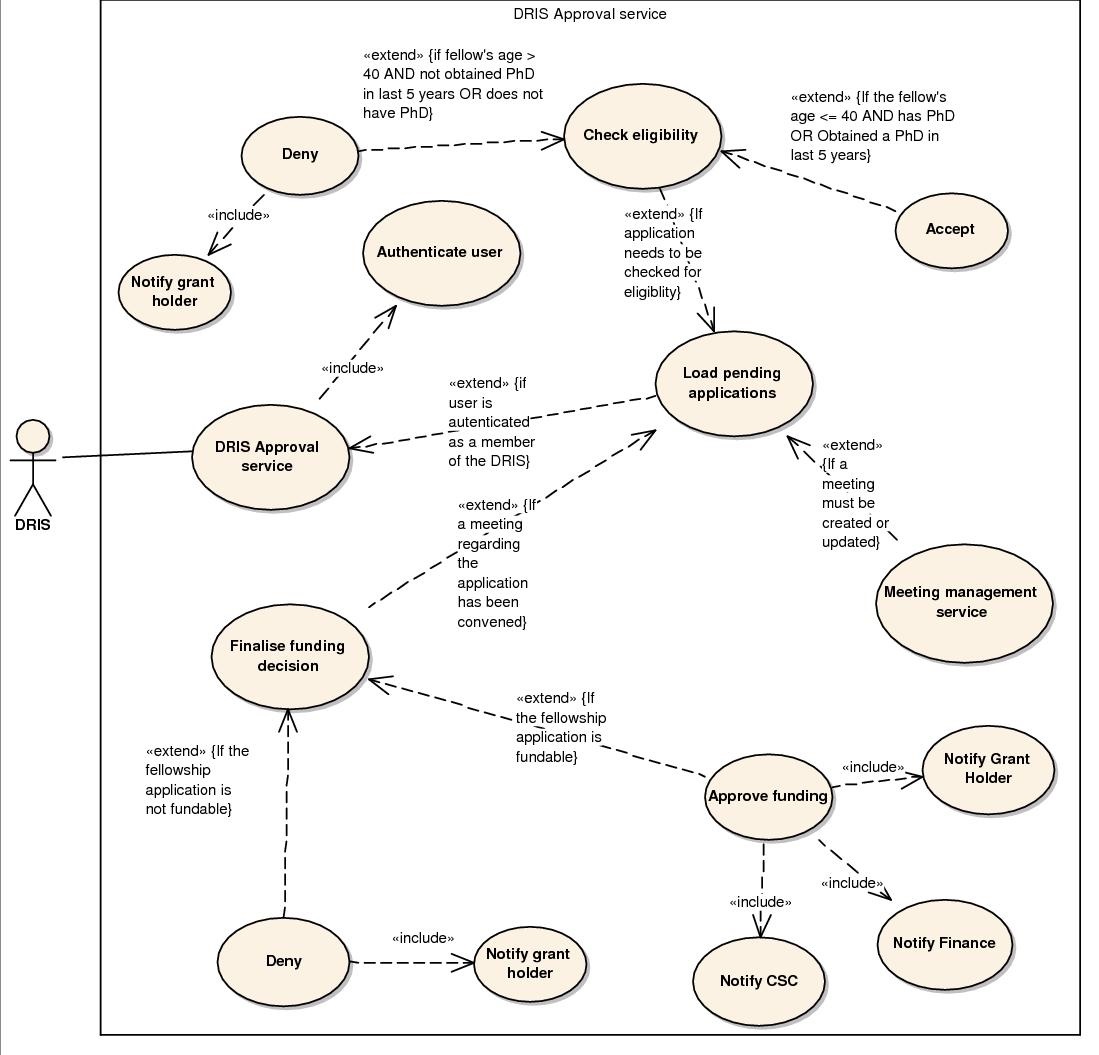 DRIS Approval service
«extend» {if fellow's age >
40 AND not obtained PhD
in last 5 years OR does not
have PhD}
Check eligibility
«extend» {If the fellow's
age <= 40 AND has PhD
OR Obtained a PhD in
last 5 years}
Deny
«include»
Notify grant
holder
Authenticate user
«extend» {If
application
needs to be
checked for
eligiblity}
Accept
«include»
Load pending
applications
«extend» {if
user is
autenticated
as a member
of the DRIS}
DRIS Approval
service
DRIS
«extend»
{If a
meeting
must be
created or
updated}
«extend» {If
a meeting
regarding
the
application
has been
convened}
Meeting management
service
Finalise funding
decision
«extend» {If
the fellowship
application is
fundable}
«extend» {If the
fellowship
application is
not fundable}
Approve funding
«include»
Notify Grant
Holder
«include»
«include»
Notify Finance
Notify CSC
Deny
«include»
Notify grant
holder